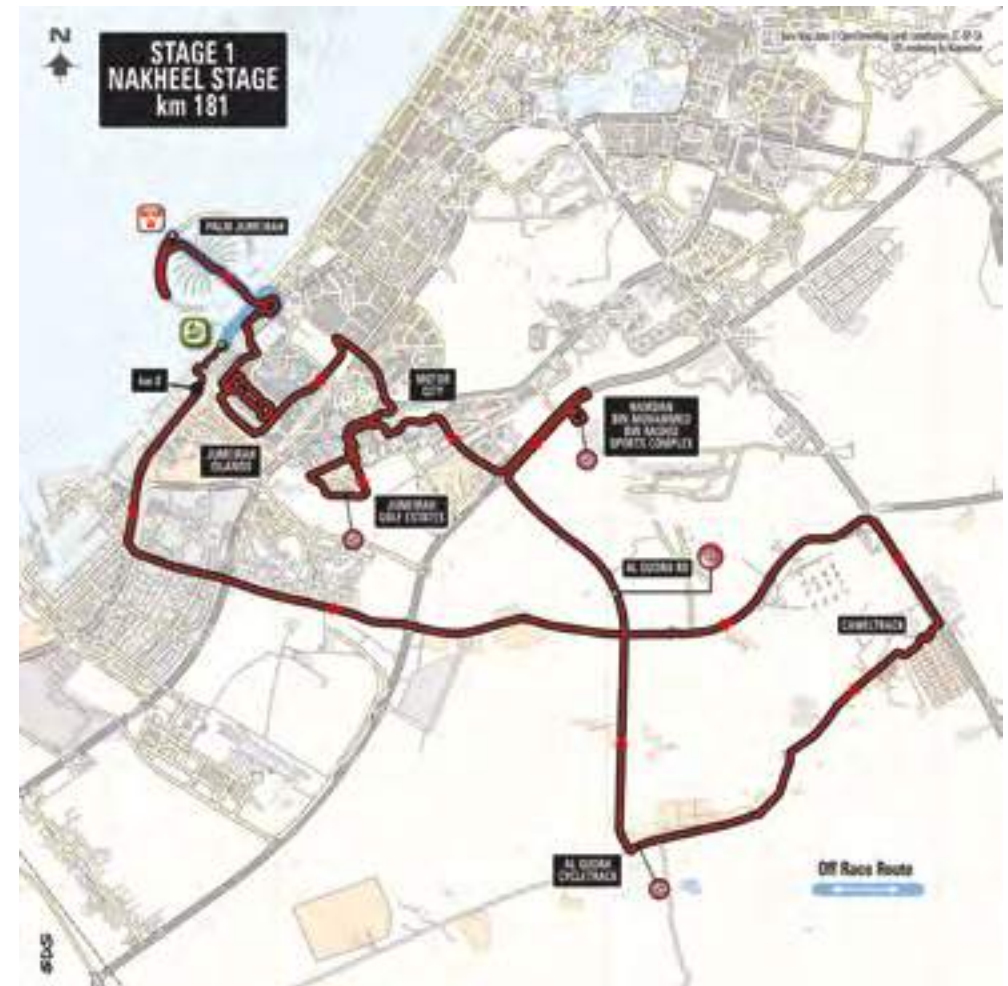 N
STAGE 1
NAKHEEL STAGE
km 181
PALM JUMEIRAH
km 0
MOTOR
CITY
HAMDAN
BIN MOHAMMED
BIN RASHID
SPORTS COMPLEX
JUMEIRAH
ISLANDS
JUMEIRAH
GOLF ESTATES
AL QUDRA RD
CAMELTRACK
AL QUDRA
CYCLETRACK
Off Race Route
SDS